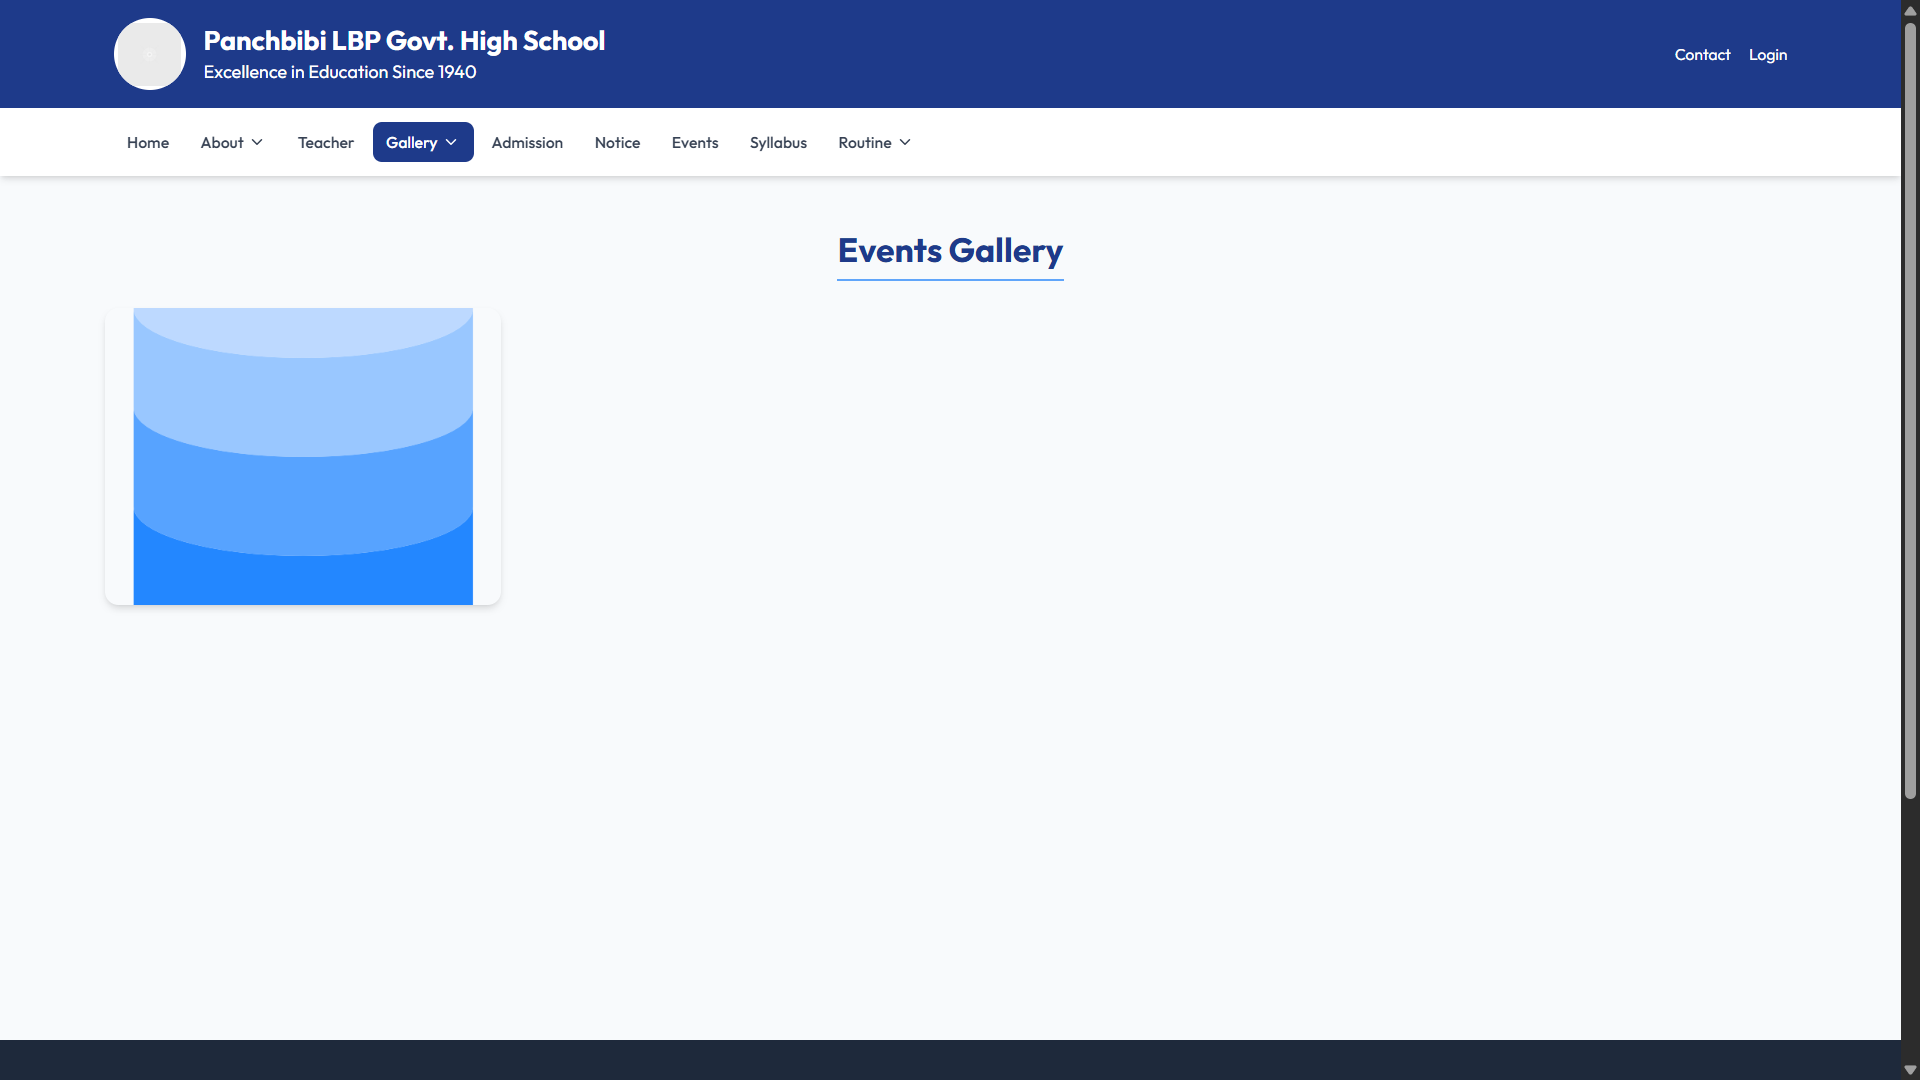 Panchbibi LBP Govt. High School
Excellence in Education Since 1940
Contact Login
Home About Teacher Gallery Admission Notice Events Syllabus Routine
Events Gallery